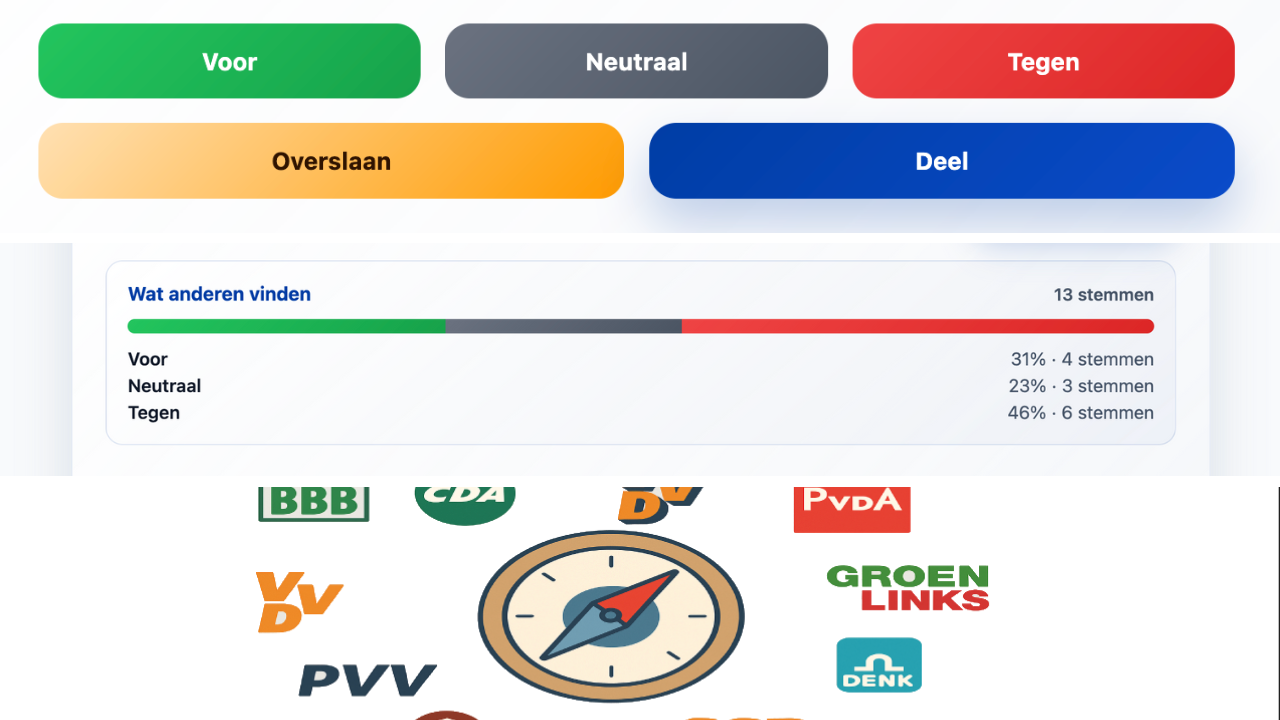 Voor
Neutraal
Tegen
Overslaan
Deel
Wat anderen vinden
13 stemmen
Voor
31% · 4 stemmen
Neutraal
23% · 3 stemmen
Tegen
46% · 6 stemmen
BBB
CDA
PVDA
VVD
GROEN
LINKS
PVV
DENK